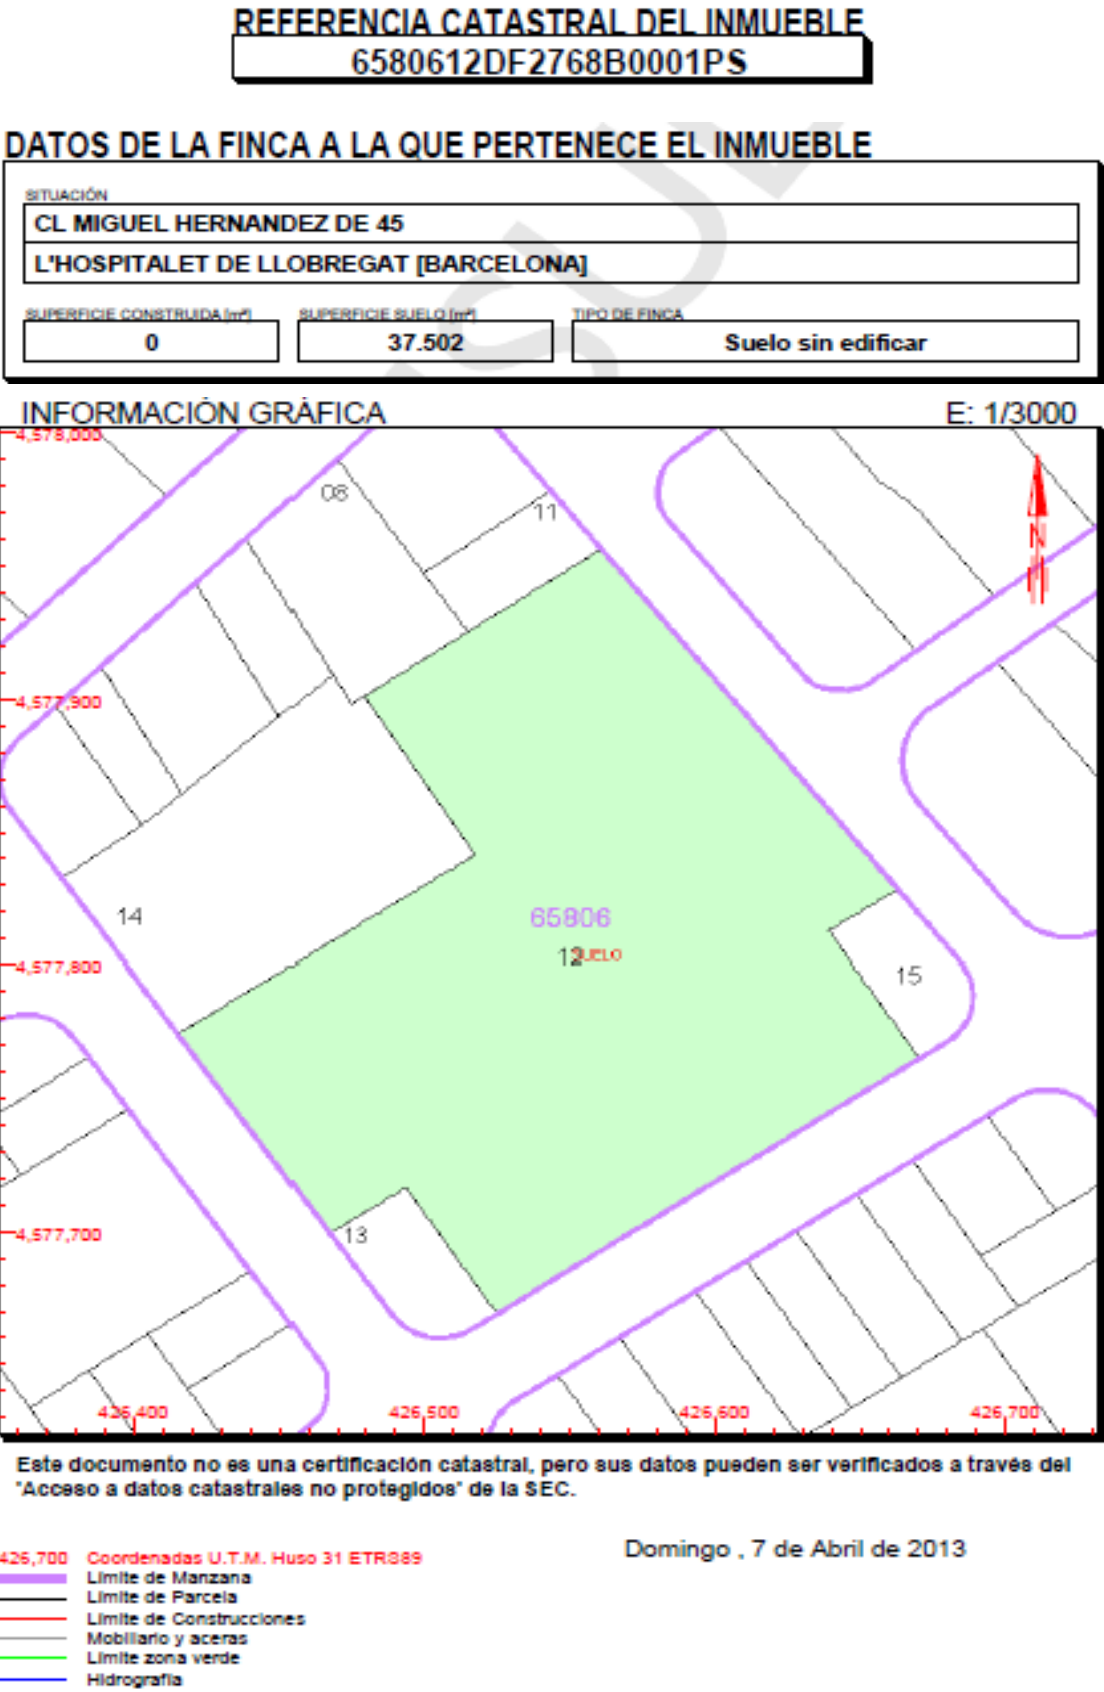 REFERENCIA CATASTRAL DEL INMUEBLE
6580612DF2768B0001PS
DATOS DE LA FINCA A LA QUE PERTENECE EL INMUEBLE
SITUACIÓN
CL MIGUEL HERNANDEZ DE 45
L'HOSPITALET DE LLOBREGAT [BARCELONA]
SUPERFICIE CONSTRUIDA [m²] SUPERFICIE SUELO [m²] TIPO DE FINCA
0 37.502 Suelo sin edificar
INFORMACIÓN GRÁFICA E: 1/3000
4,578,000
08
11
N
4,577,900
14
65806
12
SUELO
15
4,577,800
4,577,700
13
426,400 426,500 426,600 426,700
Este documento no es una certificación catastral, pero sus datos pueden ser verificados a través del
"Acceso a datos catastrales no protegidos" de la SEC.
Domingo , 7 de Abril de 2013
426,700 Coordenadas U.T.M. Huso 31 ETRS89
Límite de Manzana
Límite de Parcela
Límite de Construcciones
Mobiliario y aceras
Límite zona verde
Hidrografía